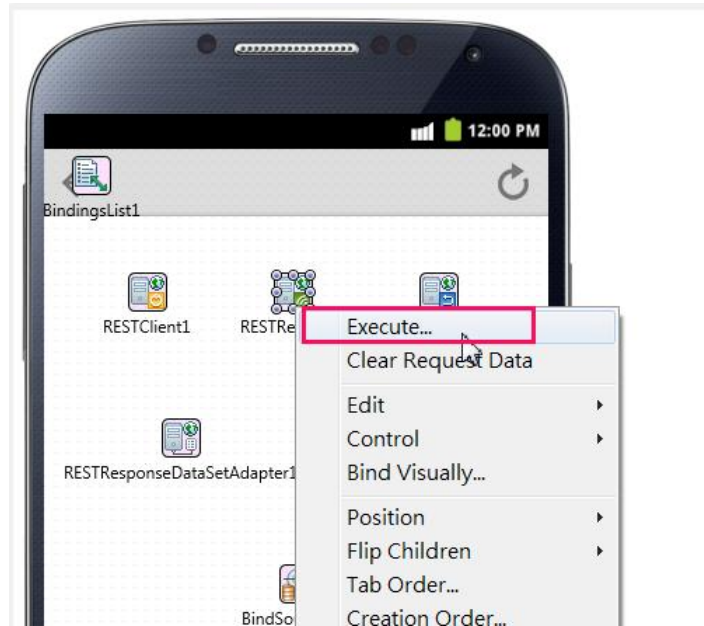 12:00 PM
BindingsList1
RESTClient1
RESTRe
Execute...
Clear Request Data
Edit
Control
Bind Visually...
RESTResponseDataSetAdapter1
Position
Flip Children
Tab Order...
BindSo
Creation Order...